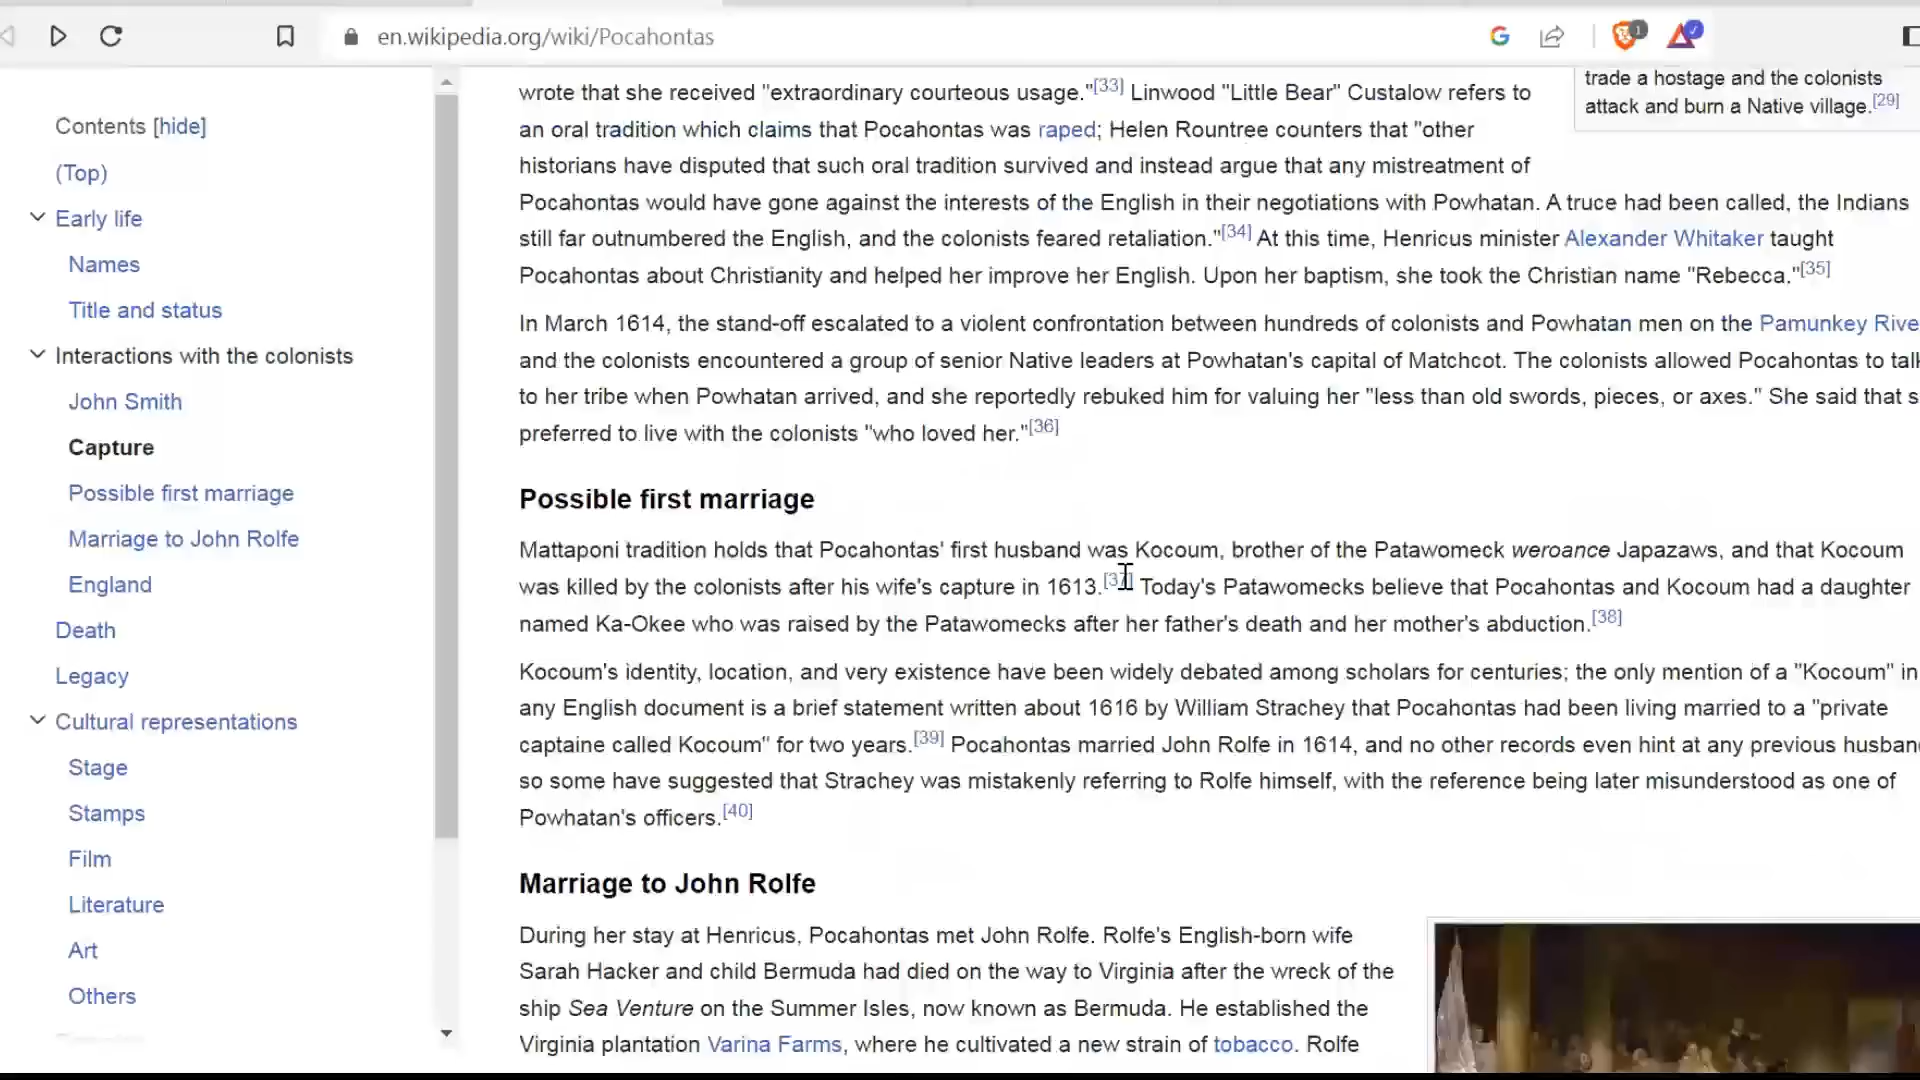 en.wikipedia.org/wiki/Pocahontas
1
Contents [hide]
(Top)
Early life
Names
Title and status
Interactions with the colonists
John Smith
Capture
Possible first marriage
Marriage to John Rolfe
England
Death
Legacy
Cultural representations
Stage
Stamps
Film
Literature
Art
Others
trade a hostage and the colonists
attack and burn a Native village.[29]
wrote that she received "extraordinary courteous usage."[33] Linwood "Little Bear" Custalow refers to
an oral tradition which claims that Pocahontas was raped; Helen Rountree counters that "other
historians have disputed that such oral tradition survived and instead argue that any mistreatment of
Pocahontas would have gone against the interests of the English in their negotiations with Powhatan. A truce had been called, the Indians
still far outnumbered the English, and the colonists feared retaliation."[34] At this time, Henricus minister Alexander Whitaker taught
Pocahontas about Christianity and helped her improve her English. Upon her baptism, she took the Christian name "Rebecca."[35]
In March 1614, the stand-off escalated to a violent confrontation between hundreds of colonists and Powhatan men on the Pamunkey Rive
and the colonists encountered a group of senior Native leaders at Powhatan's capital of Matchcot. The colonists allowed Pocahontas to talk
to her tribe when Powhatan arrived, and she reportedly rebuked him for valuing her "less than old swords, pieces, or axes." She said that s
preferred to live with the colonists "who loved her."[36]
Possible first marriage
Mattaponi tradition holds that Pocahontas' first husband was Kocoum, brother of the Patawomeck weroance Japazaws, and that Kocoum
was killed by the colonists after his wife's capture in 1613.[37] Today's Patawomecks believe that Pocahontas and Kocoum had a daughter
named Ka-Okee who was raised by the Patawomecks after her father's death and her mother's abduction.[38]
Kocoum's identity, location, and very existence have been widely debated among scholars for centuries; the only mention of a "Kocoum" in
any English document is a brief statement written about 1616 by William Strachey that Pocahontas had been living married to a "private
captaine called Kocoum" for two years.[39] Pocahontas married John Rolfe in 1614, and no other records even hint at any previous husban
so some have suggested that Strachey was mistakenly referring to Rolfe himself, with the reference being later misunderstood as one of
Powhatan's officers.[40]
Marriage to John Rolfe
During her stay at Henricus, Pocahontas met John Rolfe. Rolfe's English-born wife
Sarah Hacker and child Bermuda had died on the way to Virginia after the wreck of the
ship Sea Venture on the Summer Isles, now known as Bermuda. He established the
Virginia plantation Varina Farms, where he cultivated a new strain of tobacco. Rolfe